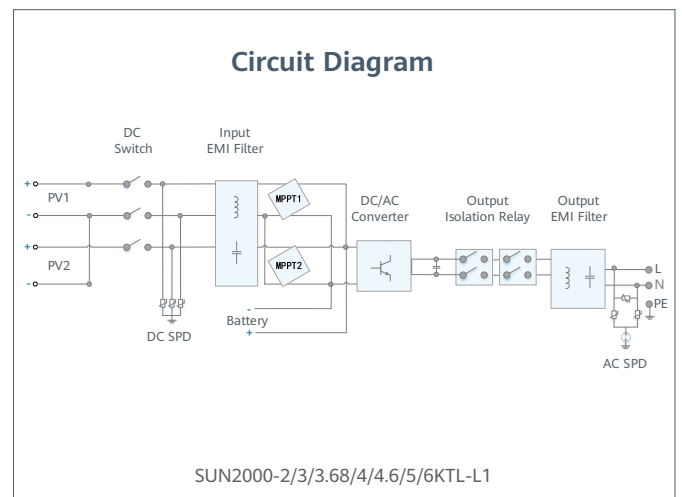 Circuit Diagram
DC
Switch
Input
EMI Filter
+
PV1
-
+
PV2
-
MPPT1
MPPT2
DC/AC
Converter
Output
Isolation Relay
Output
EMI Filter
L
N
PE
-
Battery
+
DC SPD
AC SPD
SUN2000-2/3/3.68/4/4.6/5/6KTL-L1